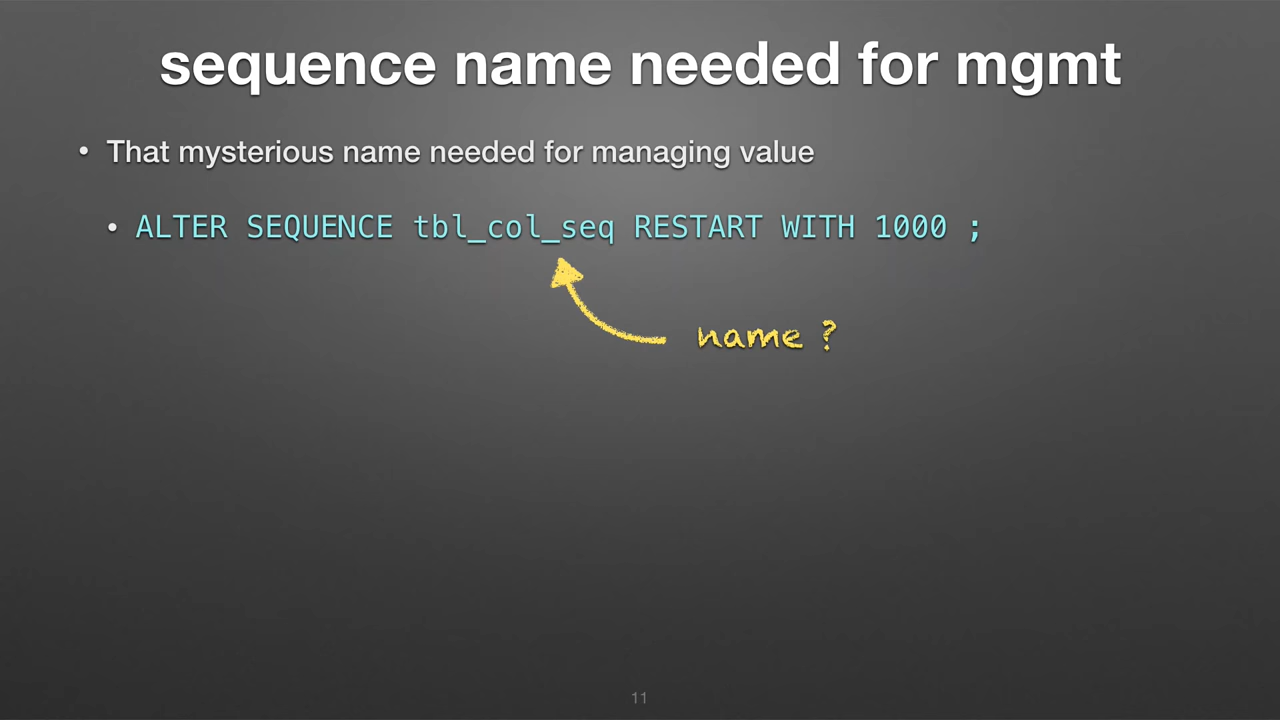 sequence name needed for mgmt
• That mysterious name needed for managing value
• ALTER SEQUENCE tbl_col_seq RESTART WITH 1000 ;
name ?
11